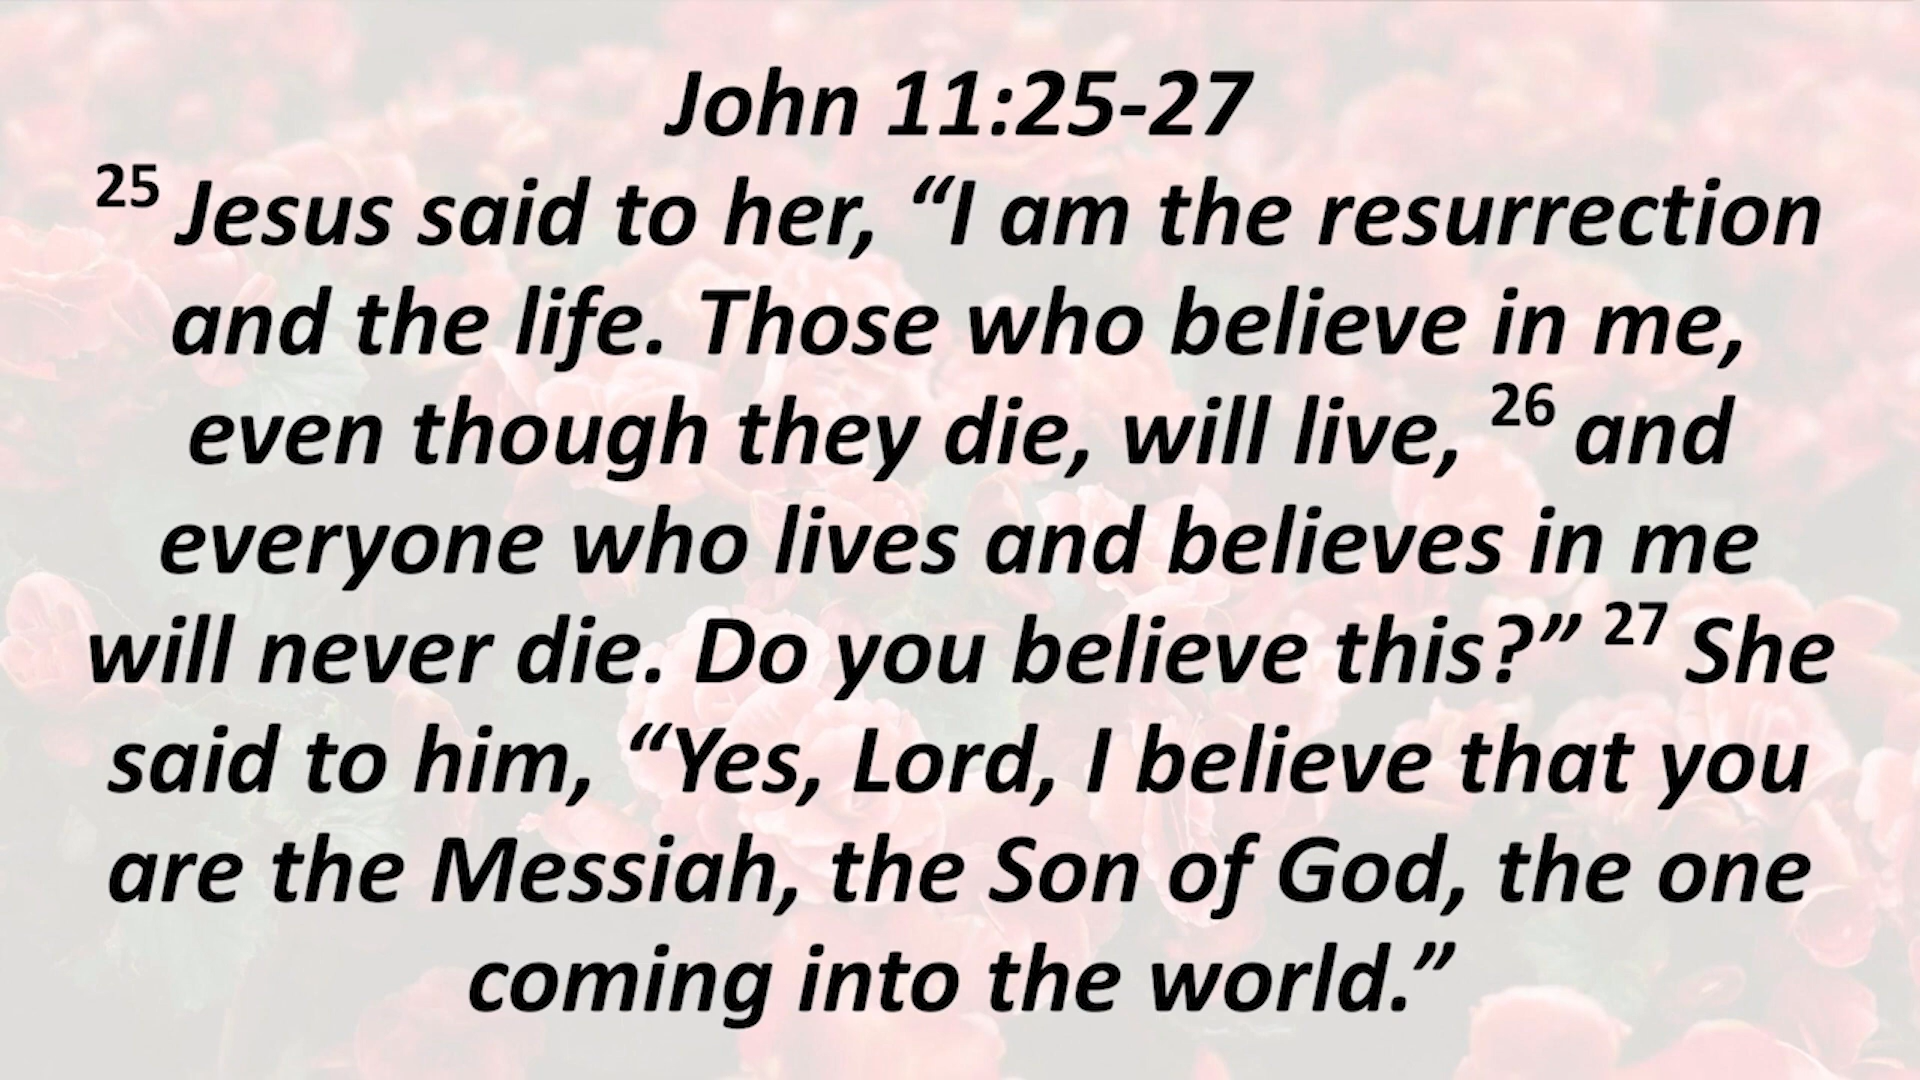 John 11:25-27
25 Jesus said to her, “I am the resurrection
and the life. Those who believe in me,
even though they die, will live, 26 and
everyone who lives and believes in me
will never die. Do you believe this?” 27 She
said to him, “Yes, Lord, I believe that you
are the Messiah, the Son of God, the one
coming into the world.”